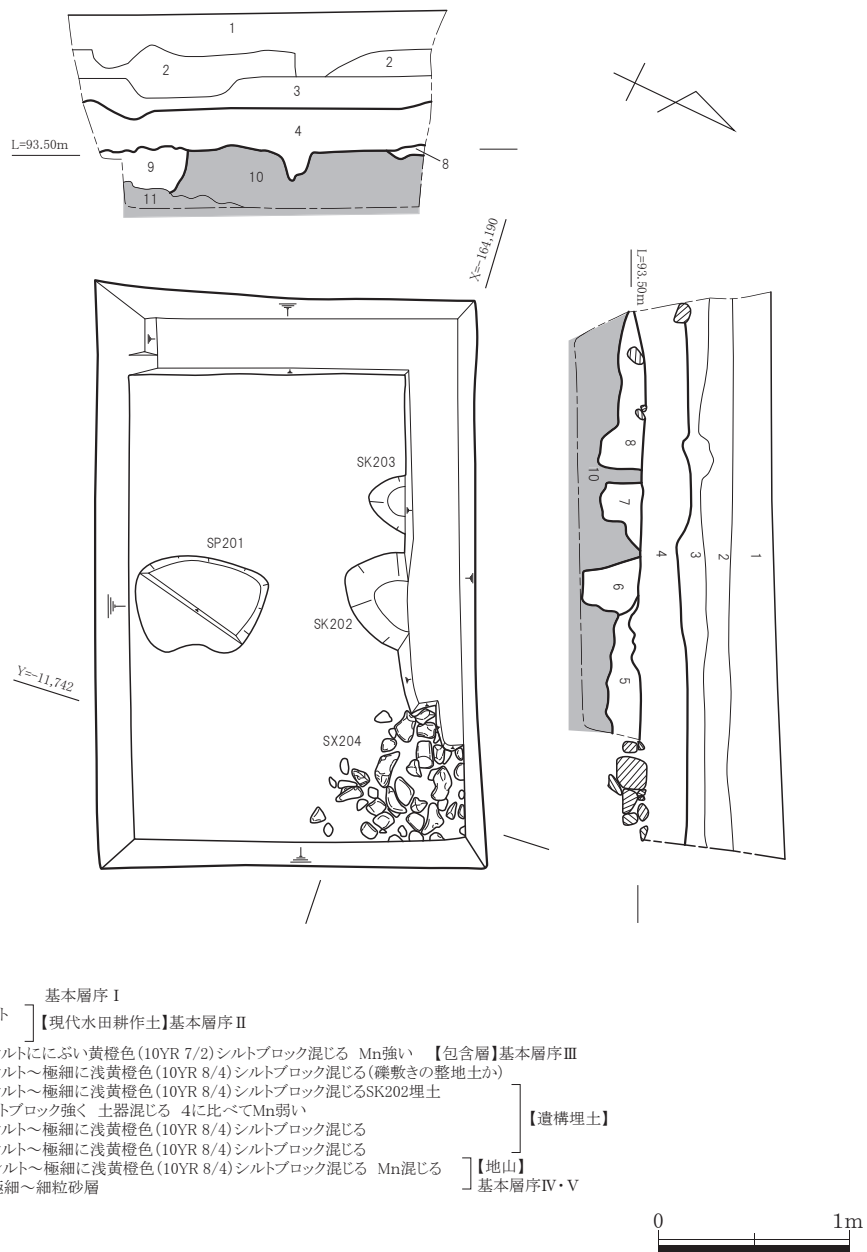 1
2
2
3
4
L=93.50m
9
10
8
11
X=-164,190
L=93.50m
SK203
SP201
SK202
8
10
7
6
5
4
3
2
1
Y=-11,742
SX204
基本層序Ⅰ
ト
【現代水田耕作土】基本層序Ⅱ
ルトににぶい黄橙色(10YR 7/2)シルトブロック混じる Mn強い 【包含層】基本層序Ⅲ
ルト～極細に浅黄橙色(10YR 8/4)シルトブロック混じる(礫敷きの整地土か)
ルト～極細に浅黄橙色(10YR 8/4)シルトブロック混じるSK202埋土
トブロック強く 土器混じる 4に比べてMn弱い
【遺構埋土】
ルト～極細に浅黄橙色(10YR 8/4)シルトブロック混じる
ルト～極細に浅黄橙色(10YR 8/4)シルトブロック混じる
ルト～極細に浅黄橙色(10YR 8/4)シルトブロック混じる Mn混じる 【地山】
極細～細粒砂層 基本層序Ⅳ・Ⅴ
0 1m